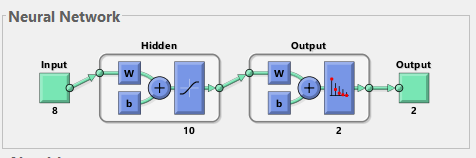 Neural Network
Hidden Output
Input Output
W W
b b
8 10 2 2